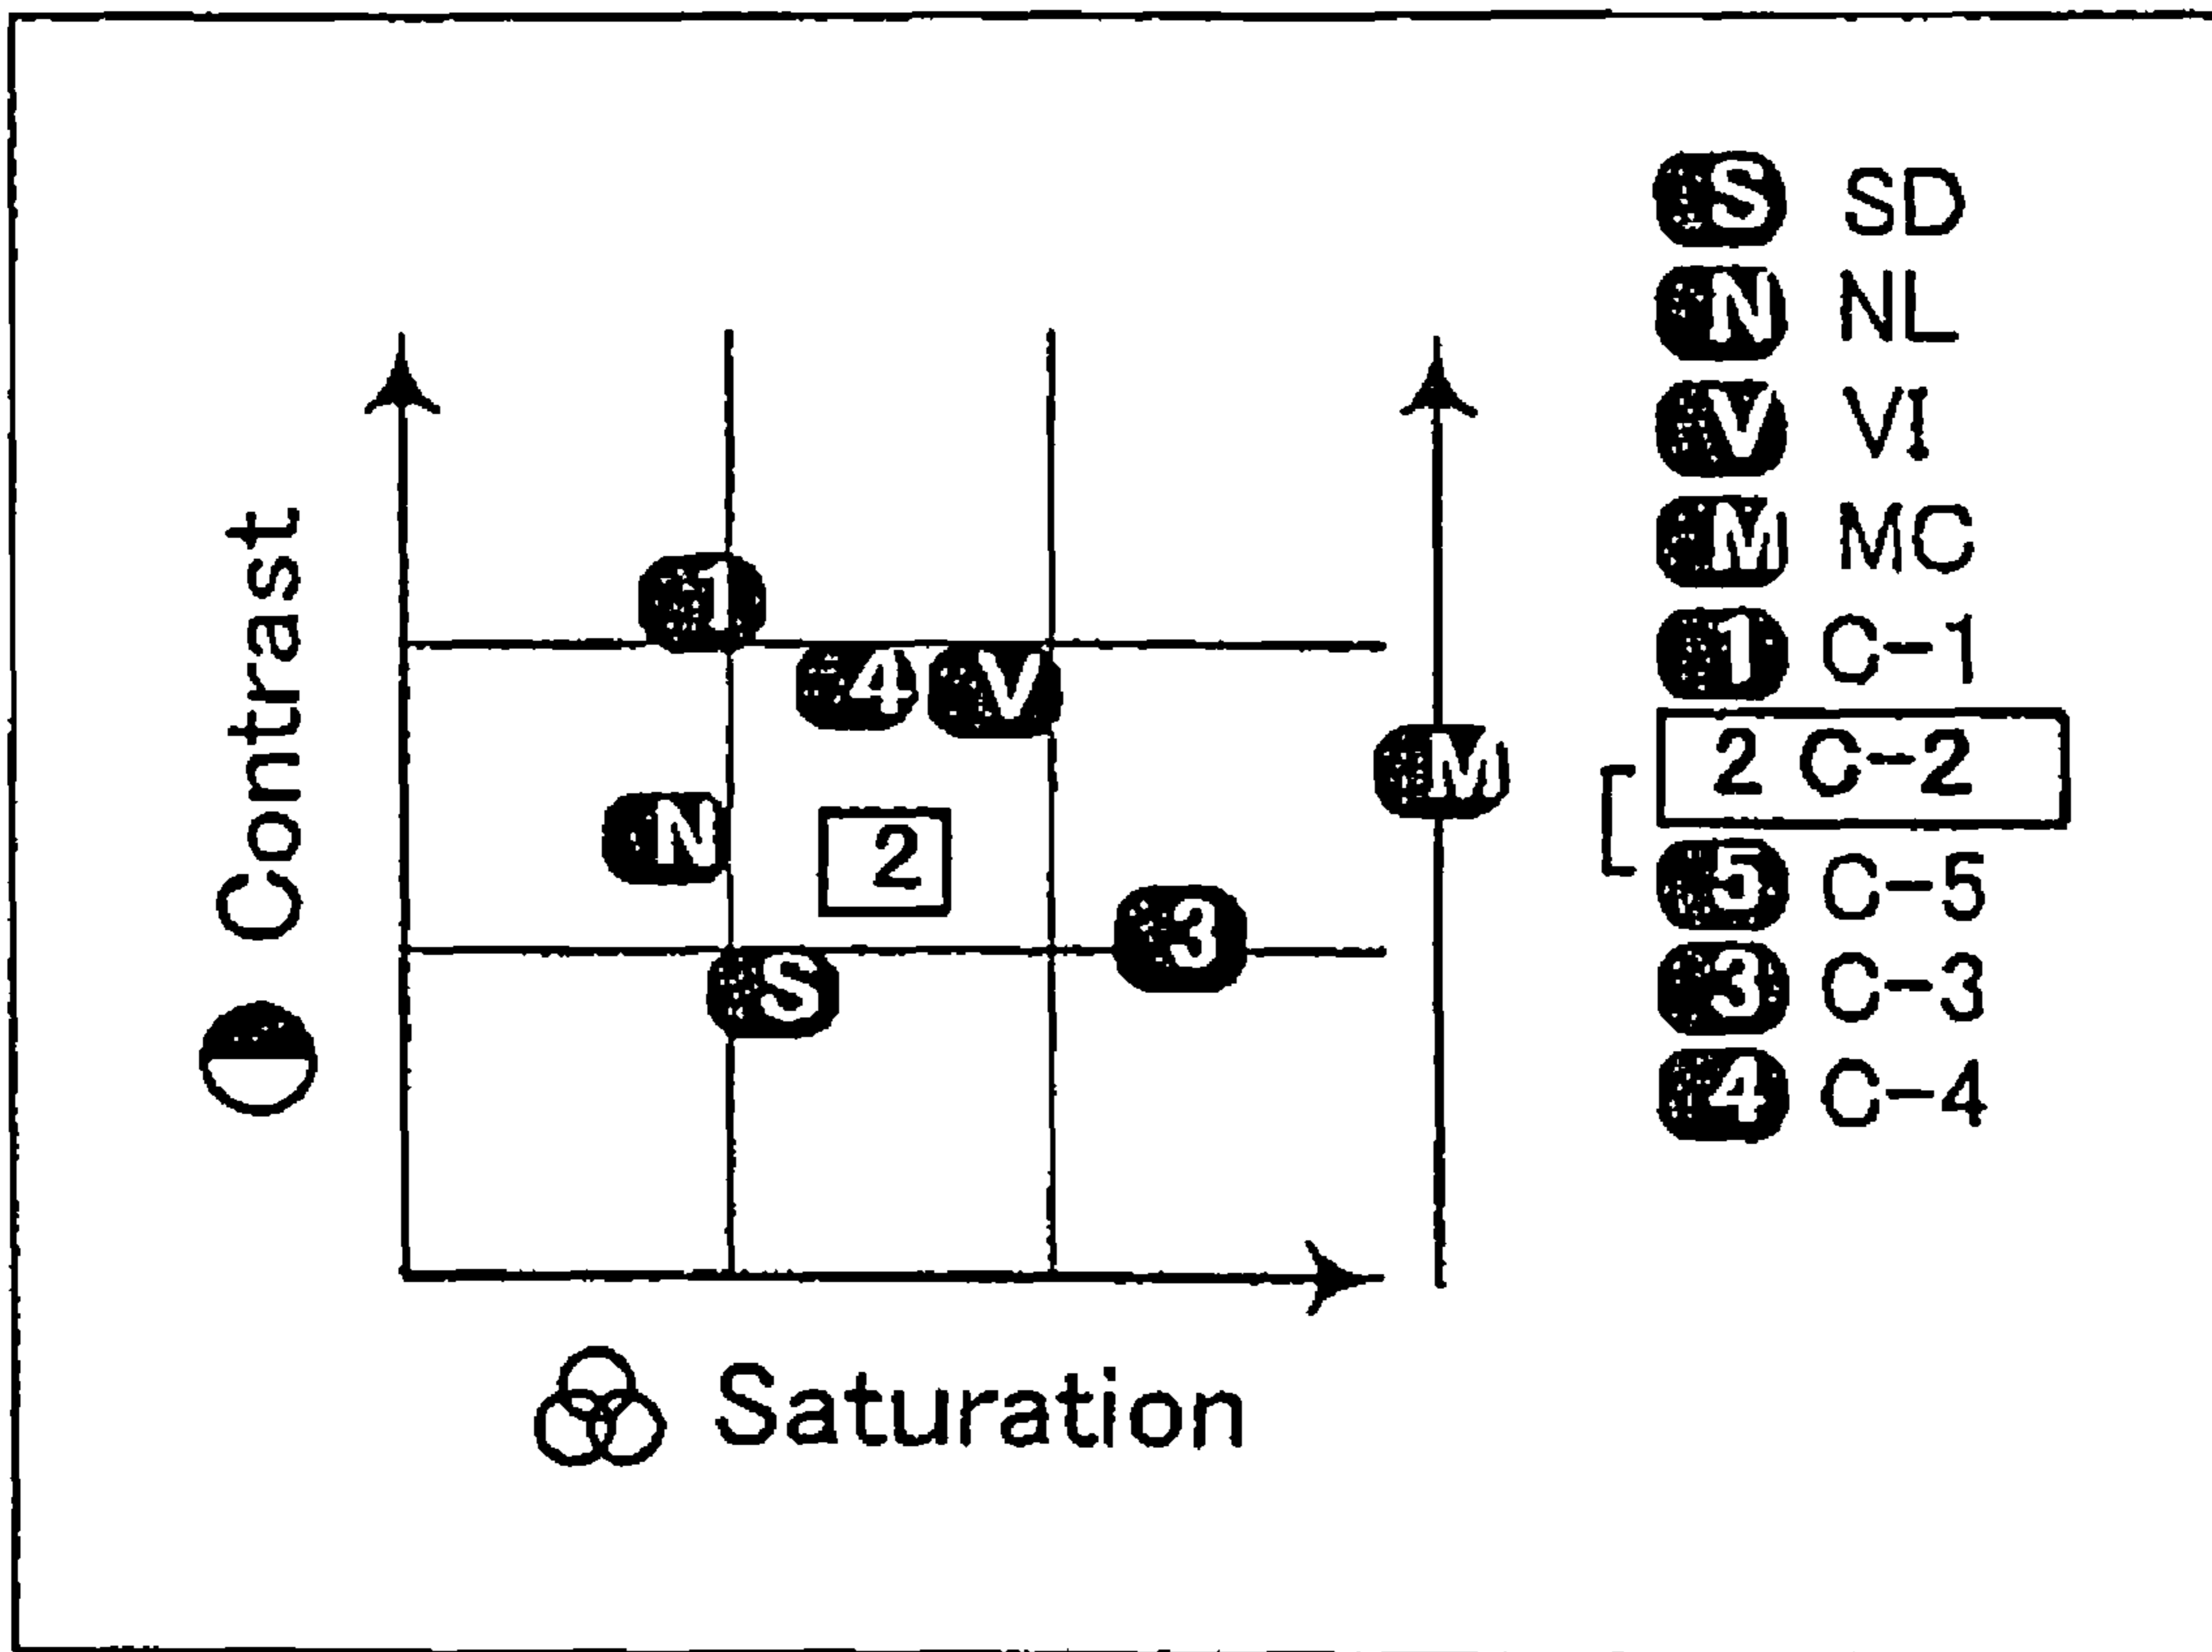 S SD
N NL
V VI
M MC
1 C-1
2 C-2
5 C-5
3 C-3
4 C-4
Contrast
1
4 V
M
N 2
3
S
Saturation